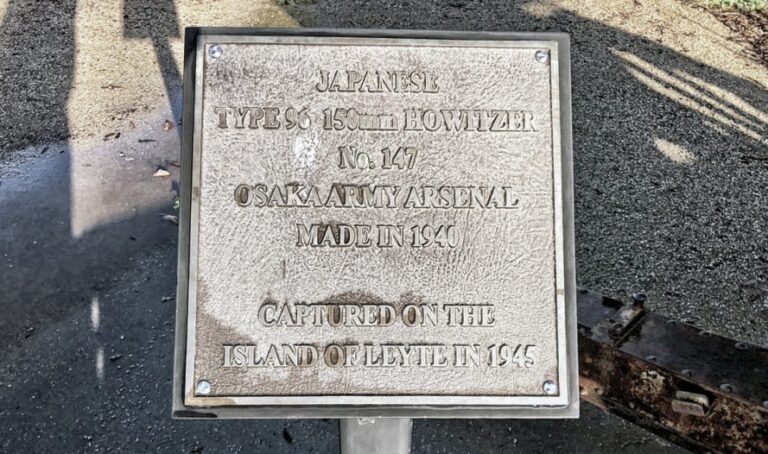 JAPANESE
TYPE 96 150mm HOWITZER
No. 147
OSAKA ARMY ARSENAL
MADE IN 1940
CAPTURED ON THE
ISLAND OF LEYTE IN 1945